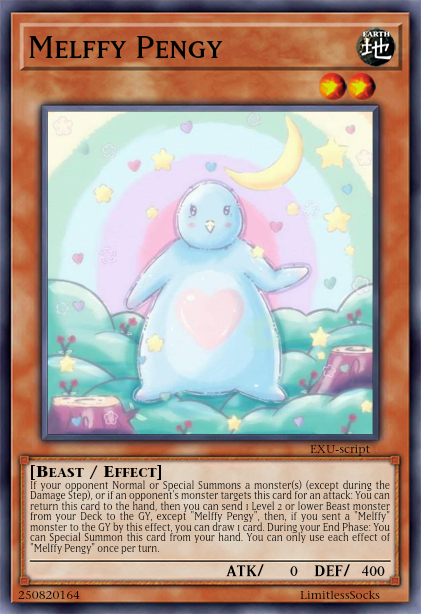 Melffy Pengy
EARTH
地
EXU-script
[Beast / Effect]
If your opponent Normal or Special Summons a monster(s) (except during the
Damage Step), or if an opponent's monster targets this card for an attack: You can
return this card to the hand, then you can send 1 Level 2 or lower Beast monster
from your Deck to the GY, except "Melffy Pengy", then, if you sent a "Melffy"
monster to the GY by this effect, you can draw 1 card. During your End Phase: You
can Special Summon this card from your hand. You can only use each effect of
"Melffy Pengy" once per turn.
ATK/ 0 DEF/ 400
250820164 LimitlessSocks